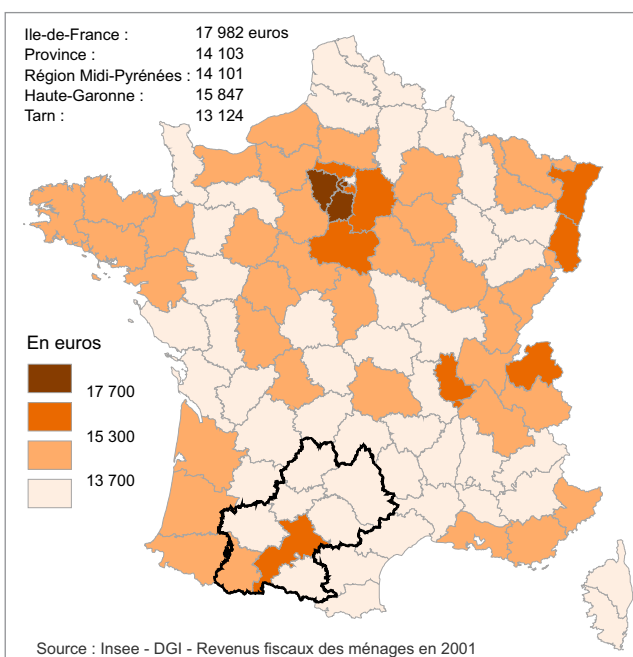 Ile-de-France : 17 982 euros
Province : 14 103
Région Midi-Pyrénées : 14 101
Haute-Garonne : 15 847
Tarn : 13 124
En euros
17 700
15 300
13 700
Source : Insee - DGI - Revenus fiscaux des ménages en 2001